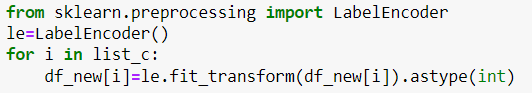 from sklearn.preprocessing import LabelEncoder
le=LabelEncoder()
for i in list_c:
    df_new[i]=le.fit_transform(df_new[i]).astype(int)